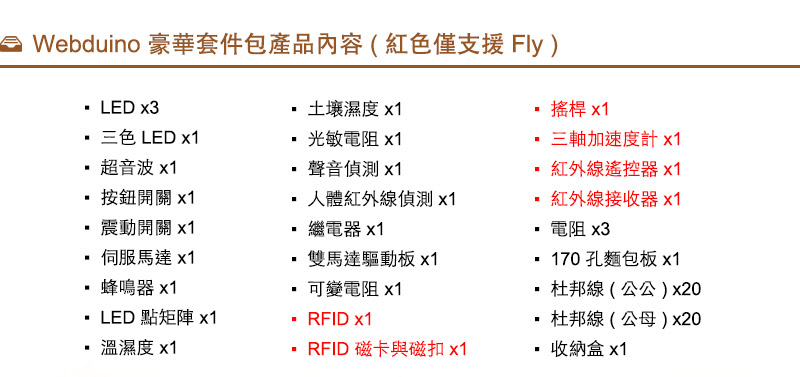 Webduino 豪華套件包產品內容 ( 紅色僅支援 Fly )
LED x3
三色 LED x1
超音波 x1
按鈕開關 x1
震動開關 x1
伺服馬達 x1
蜂鳴器 x1
LED 點矩陣 x1
溫濕度 x1
土壤濕度 x1
光敏電阻 x1
聲音偵測 x1
人體紅外線偵測 x1
繼電器 x1
雙馬達驅動板 x1
可變電阻 x1
RFID x1
RFID 磁卡與磁扣 x1
搖桿 x1
三軸加速度計 x1
紅外線遙控器 x1
紅外線接收器 x1
電阻 x3
170 孔麵包板 x1
杜邦線 ( 公公 ) x20
杜邦線 ( 公母 ) x20
收納盒 x1